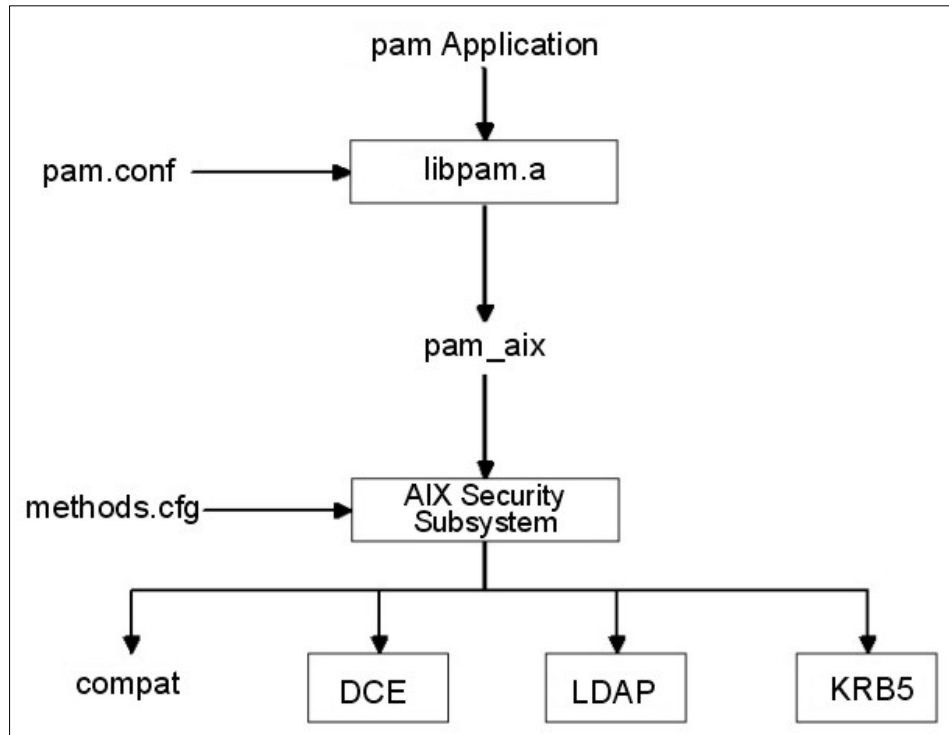 pam Application
pam.conf
libpam.a
pam_aix
methods.cfg
AIX Security
Subsystem
compat
DCE
LDAP
KRB5